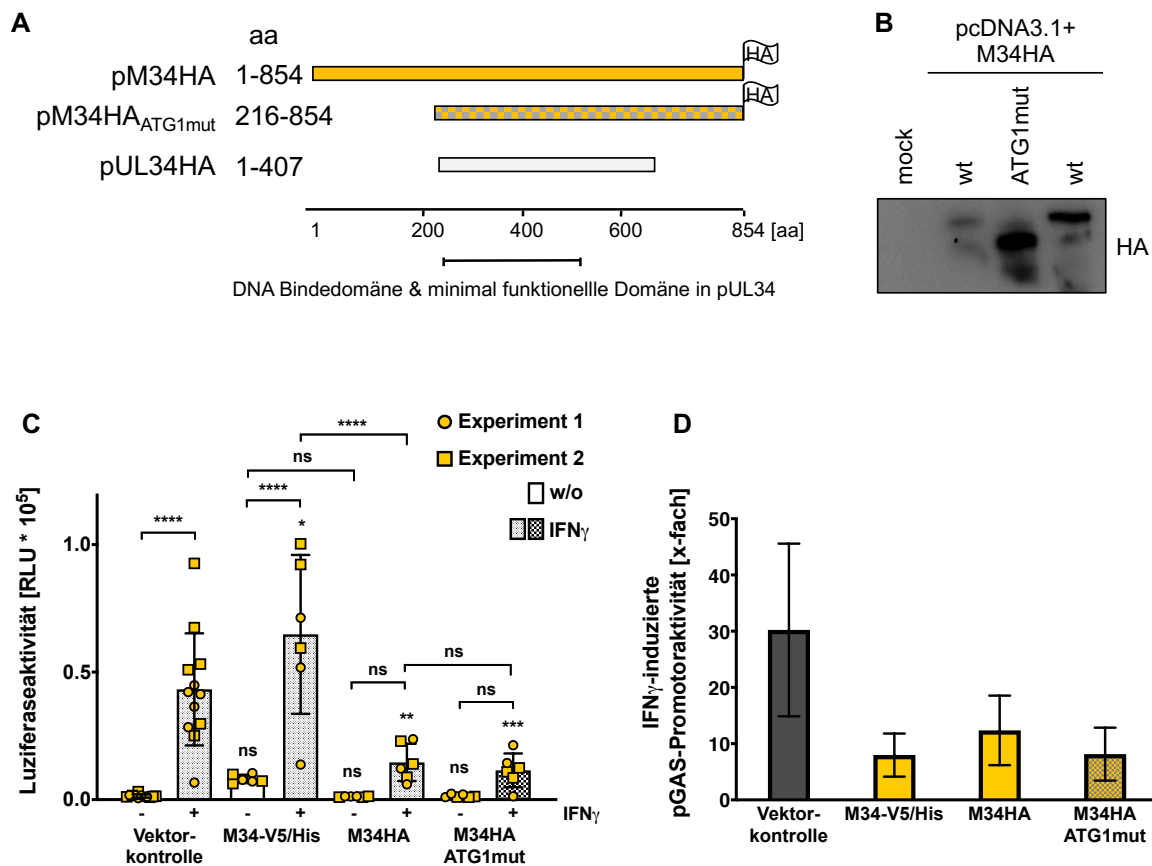 A
aa
HA
pM34HA 1-854
HA
pM34HA_ATG1mut 216-854
pUL34HA 1-407
1 200 400 600 854 [aa]
DNA Bindedomäne & minimal funktionellle Domäne in pUL34
B
pcDNA3.1+
M34HA
mock wt ATG1mut wt
HA
C
Experiment 1
Experiment 2
w/o
IFNγ
Luziferaseaktivität [RLU * 10⁵]
1.0
0.5
0.0
****
ns
****
****
ns
*
ns
ns
ns
ns
**
ns
ns
***
- + - + - + - + IFNγ
Vektor-
kontrolle
M34-V5/His
M34HA
M34HA
ATG1mut
D
IFNγ-induzierte
pGAS-Promotoraktivität [x-fach]
50
40
30
20
10
0
Vektor-
kontrolle
M34-V5/His
M34HA
M34HA
ATG1mut